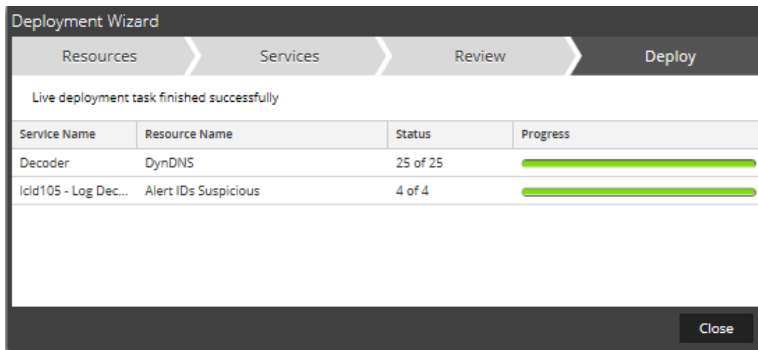 Deployment Wizard
Resources Services Review Deploy
Live deployment task finished successfully
Service Name Resource Name Status Progress
Decoder DynDNS 25 of 25
lcld105 - Log Dec... Alert IDs Suspicious 4 of 4
Close